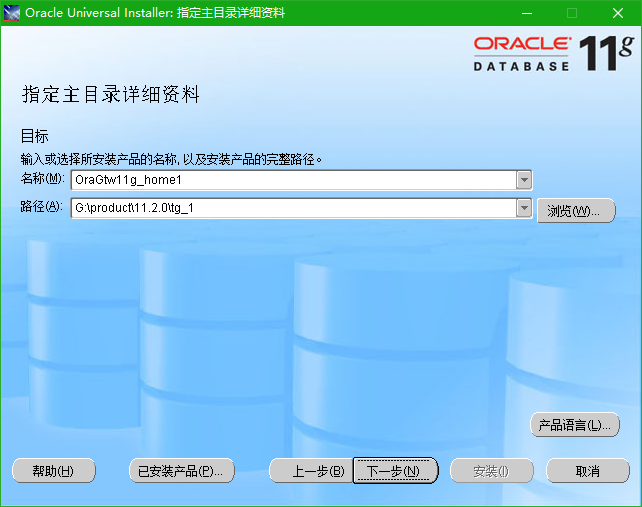 Oracle Universal Installer: 指定主目录详细资料
ORACLE
DATABASE 11g
指定主目录详细资料
目标
输入或选择所安装产品的名称, 以及安装产品的完整路径。
名称(M): OraGtw11g_home1
路径(A): G:\product\11.2.0\tg_1 浏览(W)...
产品语言(L)...
帮助(H) 已安装产品(P)... 上一步(B) 下一步(N) 安装(I) 取消